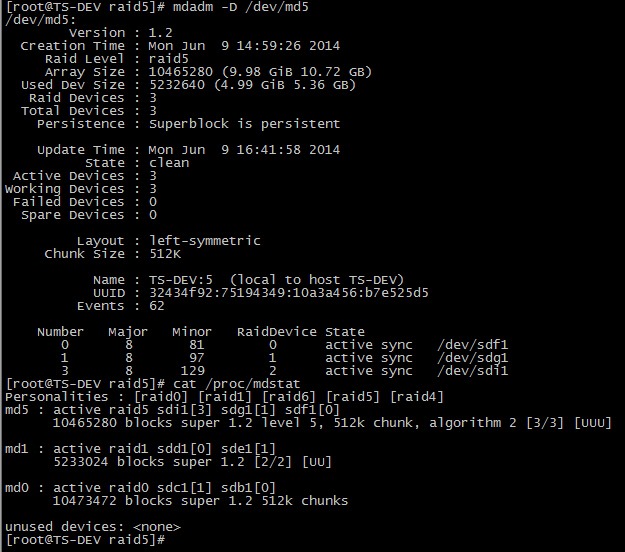 [root@TS-DEV raid5]# mdadm -D /dev/md5
/dev/md5:
        Version : 1.2
  Creation Time : Mon Jun  9 14:59:26 2014
     Raid Level : raid5
     Array Size : 10465280 (9.98 GiB 10.72 GB)
  Used Dev Size : 5232640 (4.99 GiB 5.36 GB)
   Raid Devices : 3
  Total Devices : 3
    Persistence : Superblock is persistent

    Update Time : Mon Jun  9 16:41:58 2014
          State : clean
 Active Devices : 3
Working Devices : 3
 Failed Devices : 0
  Spare Devices : 0

         Layout : left-symmetric
     Chunk Size : 512K

           Name : TS-DEV:5  (local to host TS-DEV)
           UUID : 32434f92:75194349:10a3a456:b7e525d5
         Events : 62

    Number   Major   Minor   RaidDevice State
       0       8       81        0      active sync   /dev/sdf1
       1       8       97        1      active sync   /dev/sdg1
       3       8      129        2      active sync   /dev/sdi1
[root@TS-DEV raid5]# cat /proc/mdstat
Personalities : [raid0] [raid1] [raid6] [raid5] [raid4]
md5 : active raid5 sdi1[3] sdg1[1] sdf1[0]
      10465280 blocks super 1.2 level 5, 512k chunk, algorithm 2 [3/3] [UUU]

md1 : active raid1 sdd1[0] sde1[1]
      5233024 blocks super 1.2 [2/2] [UU]

md0 : active raid0 sdc1[1] sdb1[0]
      10473472 blocks super 1.2 512k chunks

unused devices: <none>
[root@TS-DEV raid5]#